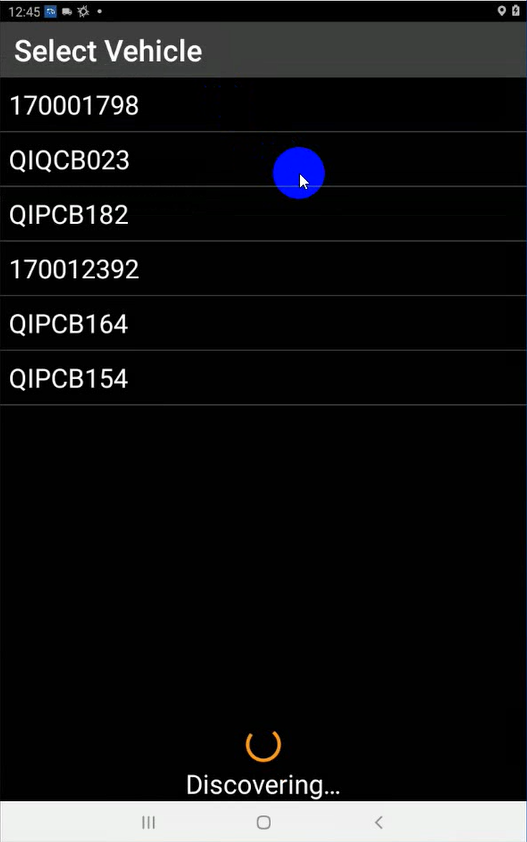 12:45
Select Vehicle
170001798
QIQCB023
QIPCB182
170012392
QIPCB164
QIPCB154
Discovering...